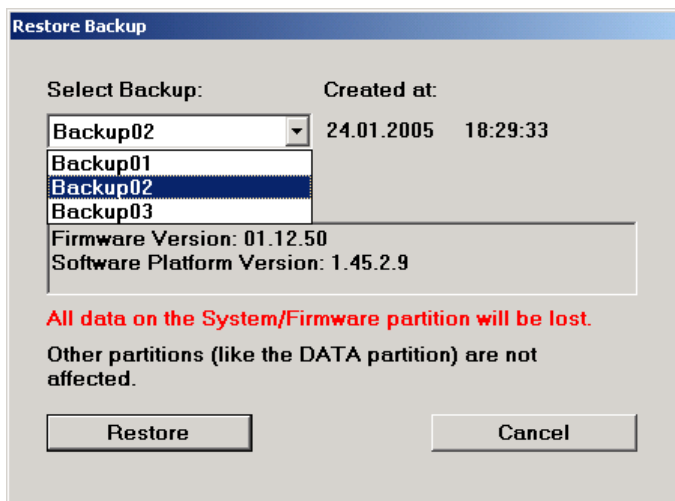 Restore Backup
Select Backup: Created at:
Backup02 24.01.2005 18:29:33
Backup01
Backup02
Backup03
Firmware Version: 01.12.50
Software Platform Version: 1.45.2.9
All data on the System/Firmware partition will be lost.
Other partitions (like the DATA partition) are not
affected.
Restore Cancel